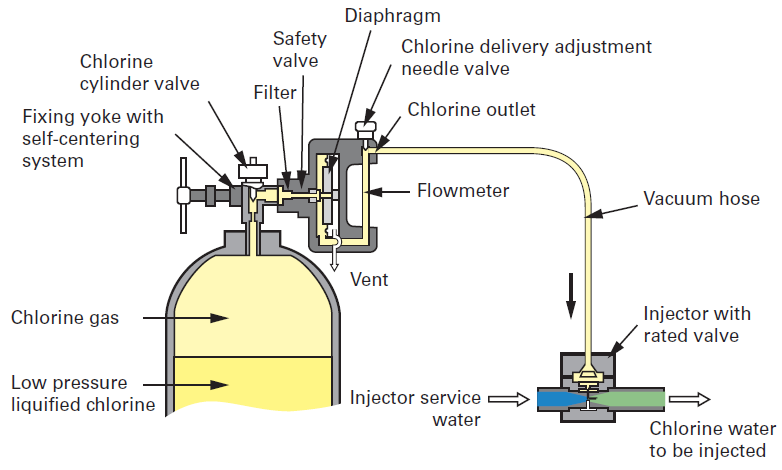 Diaphragm
Safety
valve
Chlorine delivery adjustment
needle valve
Chlorine
cylinder valve
Filter
Chlorine outlet
Fixing yoke with
self-centering
system
Flowmeter
Vacuum hose
Vent
Chlorine gas
Injector with
rated valve
Low pressure
liquified chlorine
Injector service
water
Chlorine water
to be injected